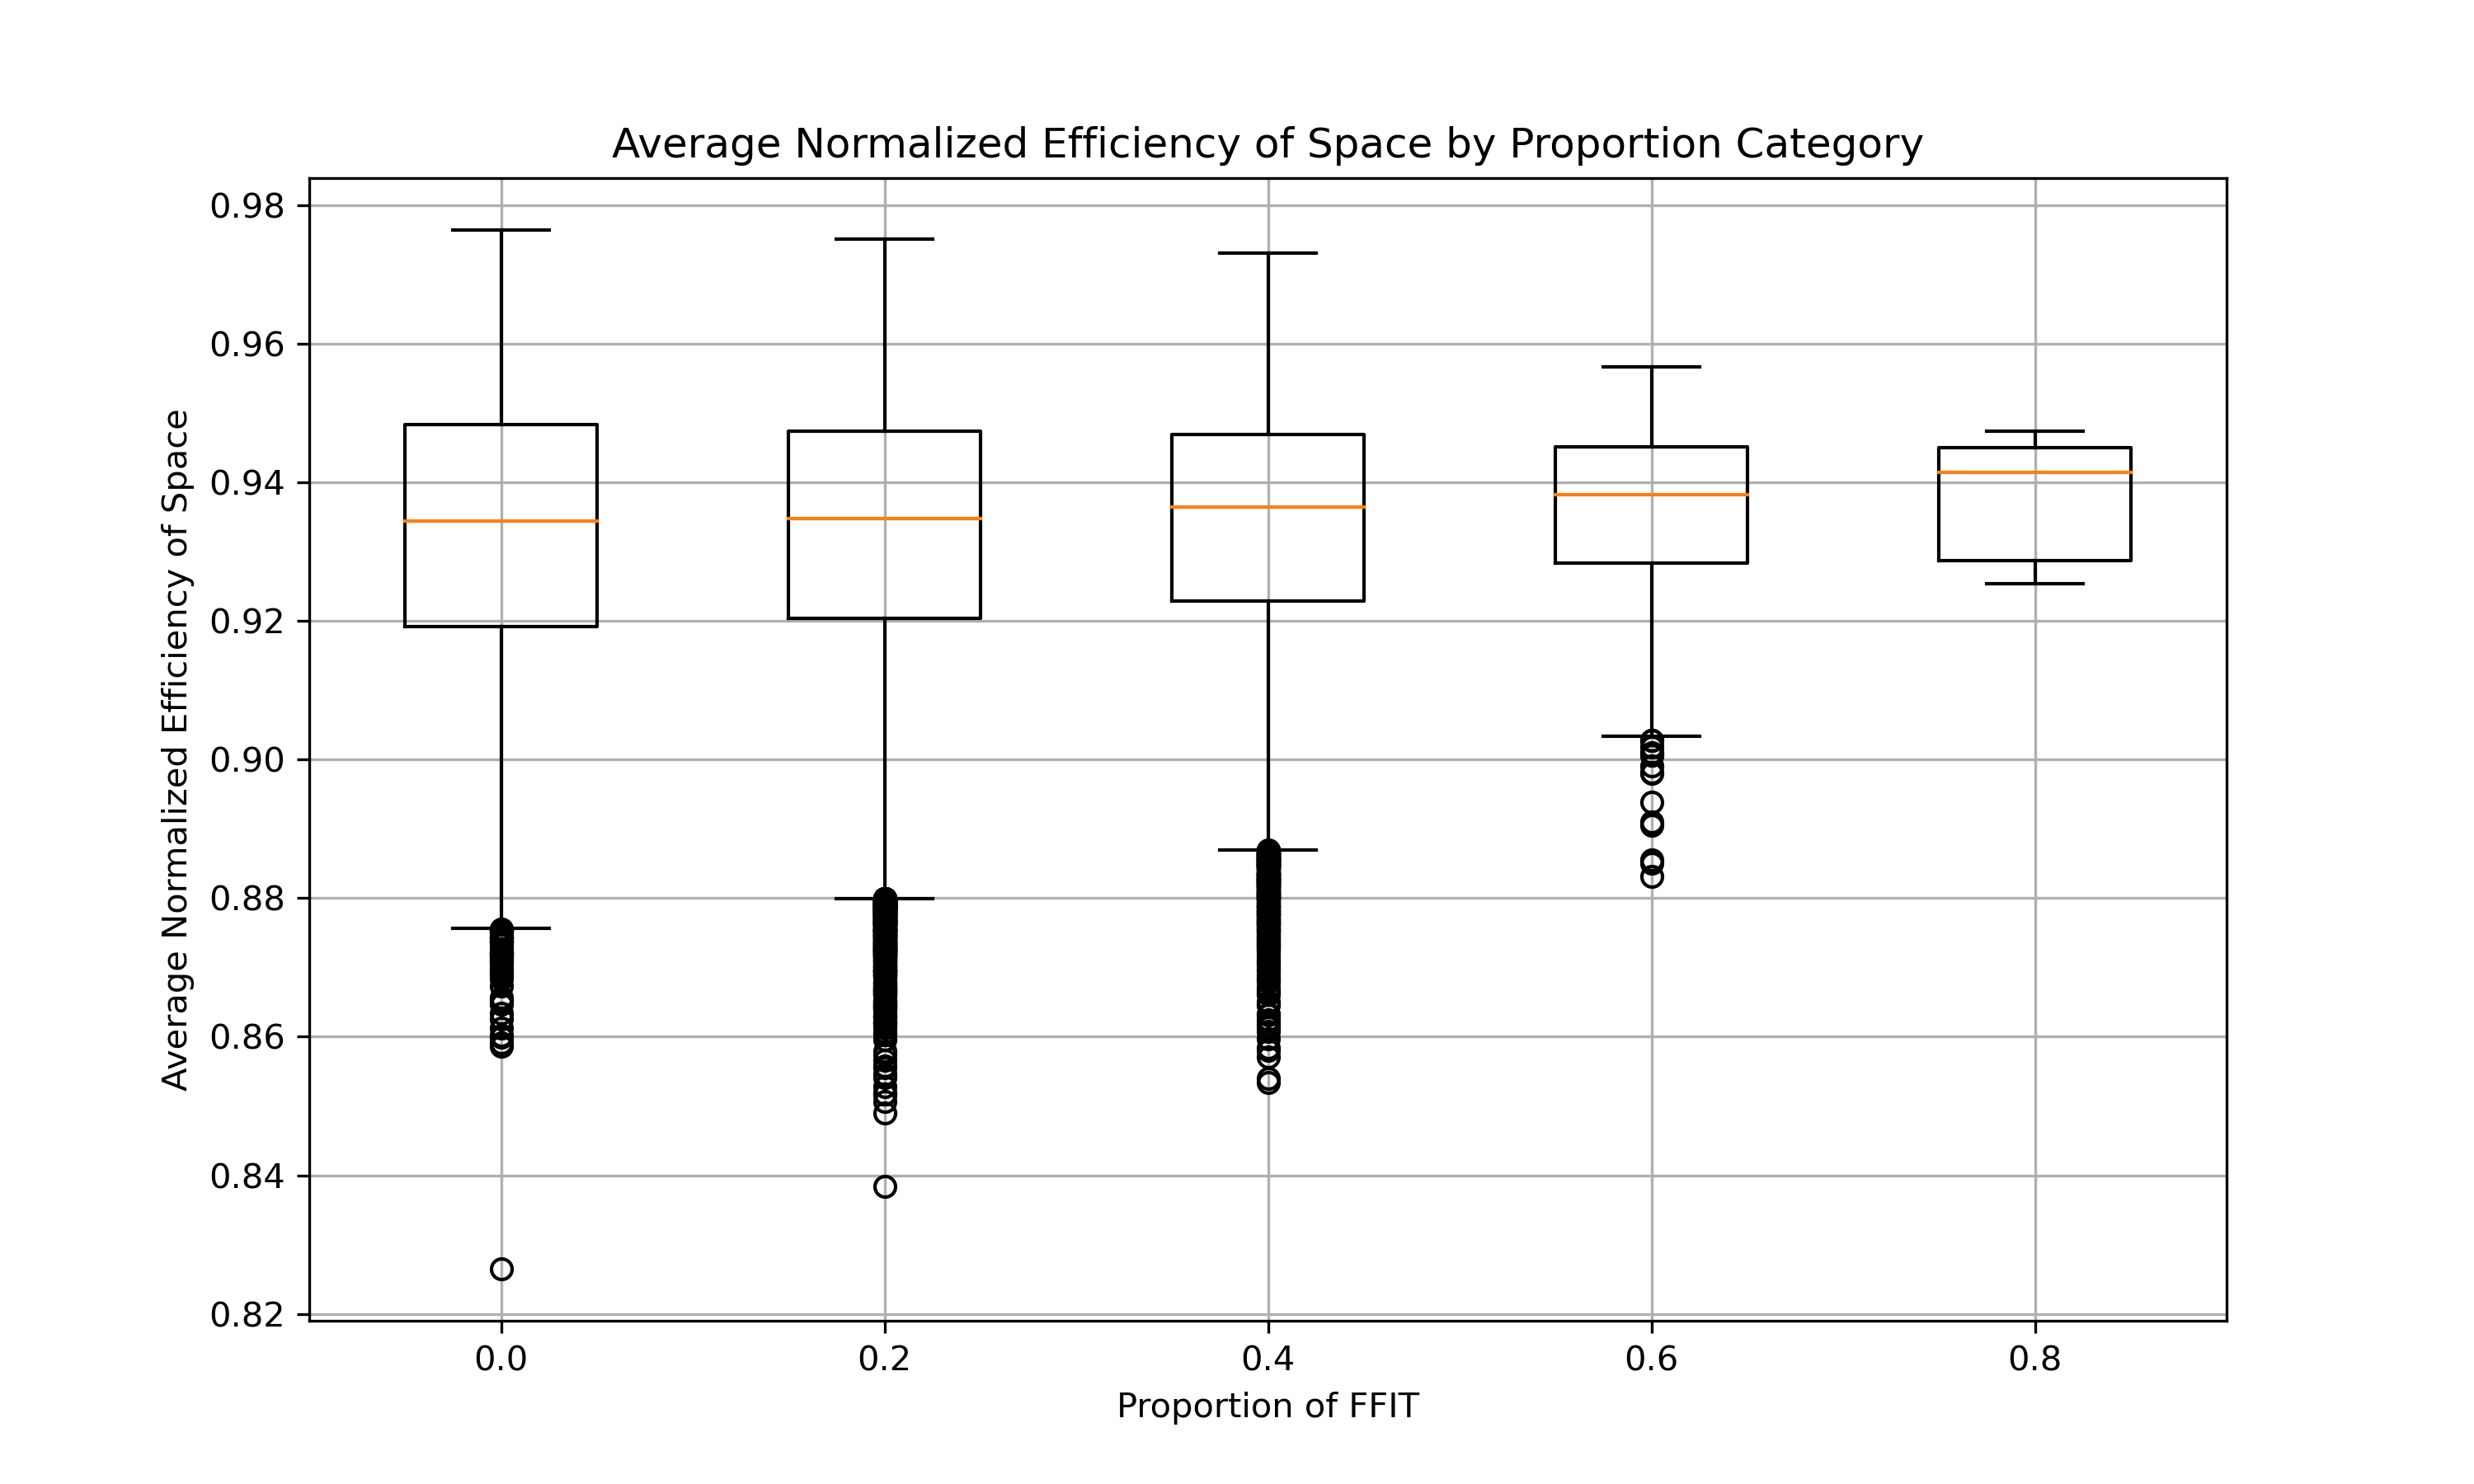 Average Normalized Efficiency of Space by Proportion Category
Average Normalized Efficiency of Space
0.98
0.96
0.94
0.92
0.90
0.88
0.86
0.84
0.82
0.0 0.2 0.4 0.6 0.8
Proportion of FFIT